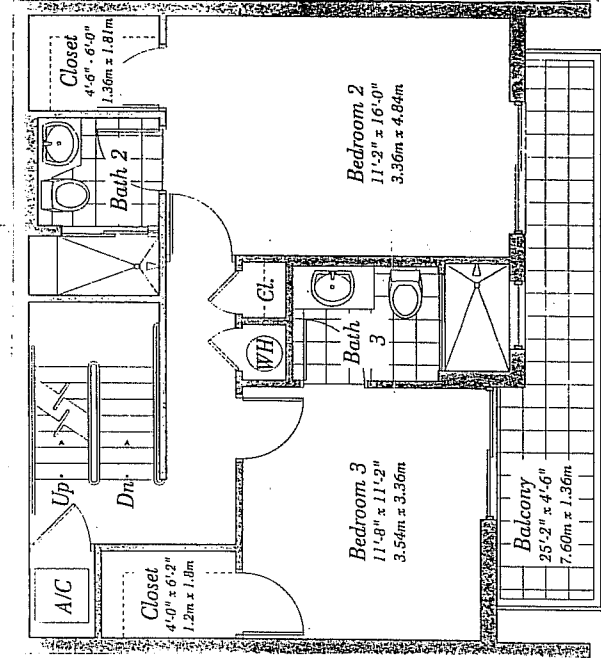 Closet
4'-6" - 6'-0"
1.36m x 1.81m
Bath 2
Bedroom 2
11'-2" x 16'-0"
3.36m x 4.84m
Cl.
WH
Bath
3
Up
Dn
A/C
Closet
4'-0" x 6'-2"
1.2m x 1.8m
Bedroom 3
11'-8" x 11'-2"
3.54m x 3.36m
Balcony
25'-2" x 4'-6"
7.60m x 1.36m